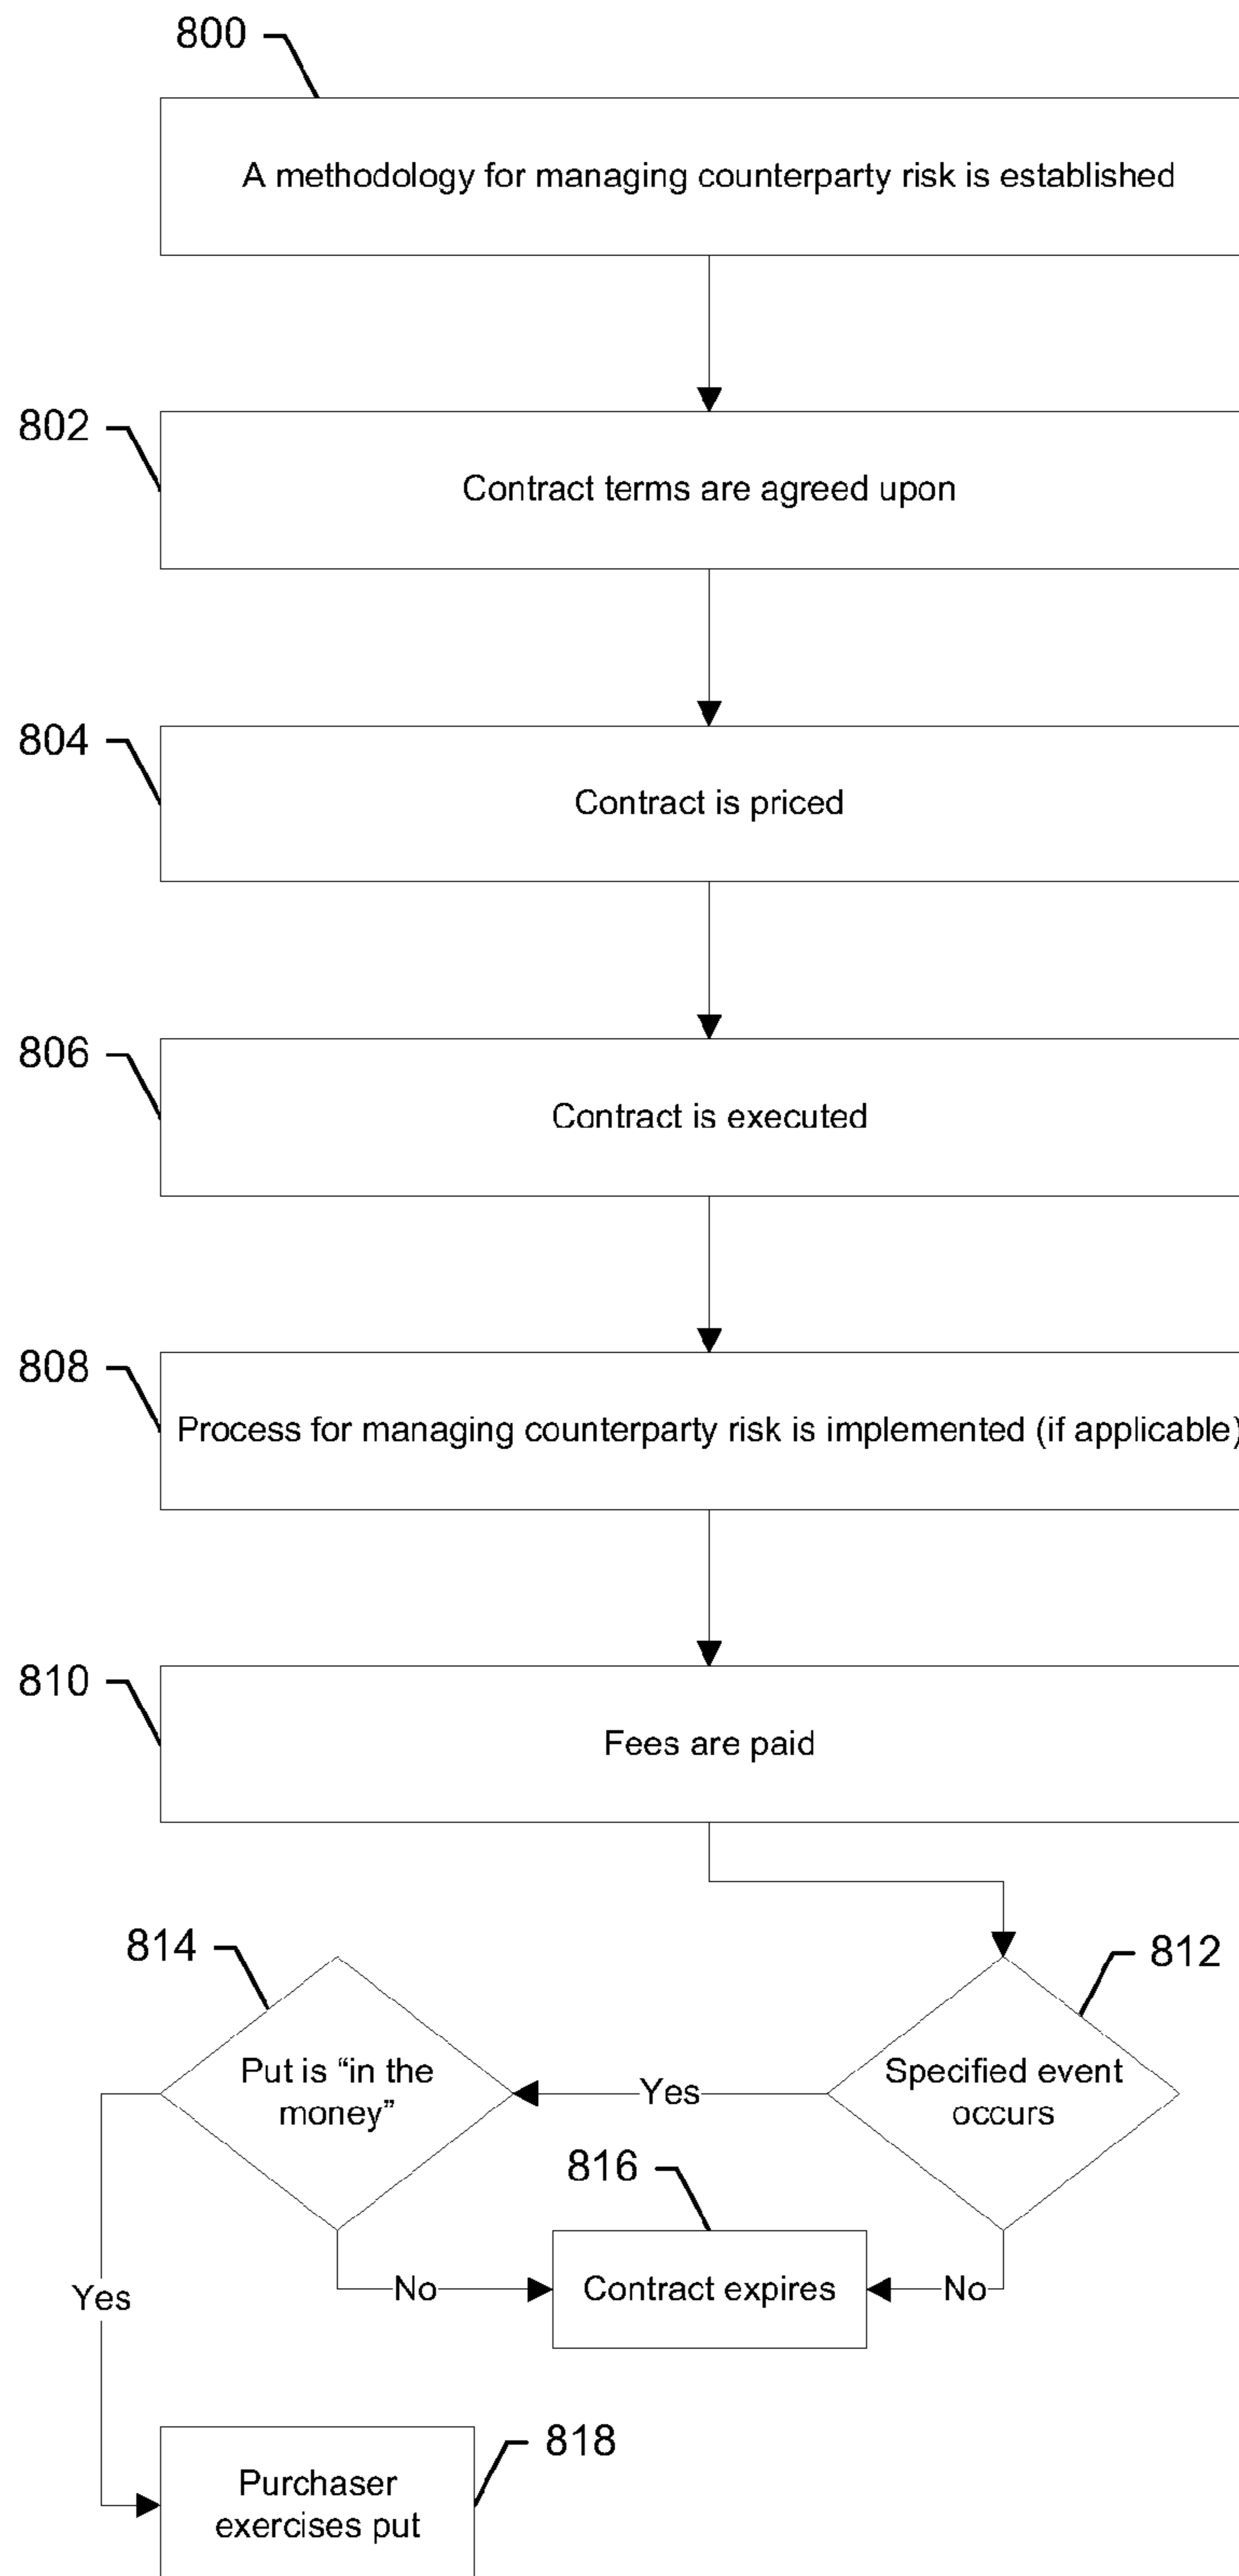 800
A methodology for managing counterparty risk is established
802
Contract terms are agreed upon
804
Contract is priced
806
Contract is executed
808
Process for managing counterparty risk is implemented (if applicable)
810
Fees are paid
814
812
Put is “in the
money”
Yes
Specified event
occurs
816
Yes
No
Contract expires
No
818
Purchaser
exercises put